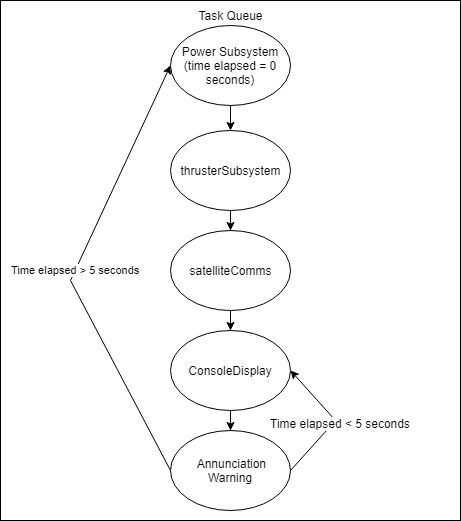 Task Queue
Power Subsystem
(time elapsed = 0
seconds)
thrusterSubsystem
satelliteComms
Time elapsed > 5 seconds
ConsoleDisplay
Time elapsed < 5 seconds
Annunciation
Warning